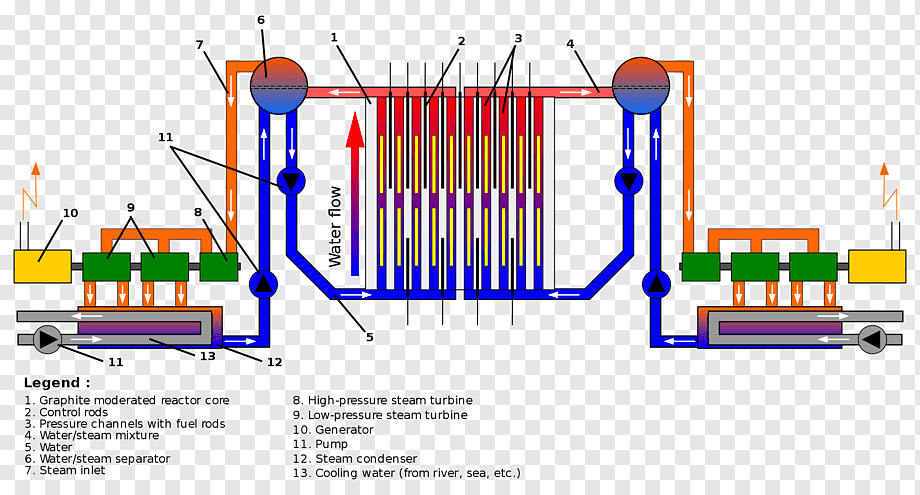 6
1
7
2
3
4
11
Water flow
10
9
8
5
11
13
12
Legend :
1. Graphite moderated reactor core
2. Control rods
3. Pressure channels with fuel rods
4. Water/steam mixture
5. Water
6. Water/steam separator
7. Steam inlet
8. High-pressure steam turbine
9. Low-pressure steam turbine
10. Generator
11. Pump
12. Steam condenser
13. Cooling water (from river, sea, etc.)